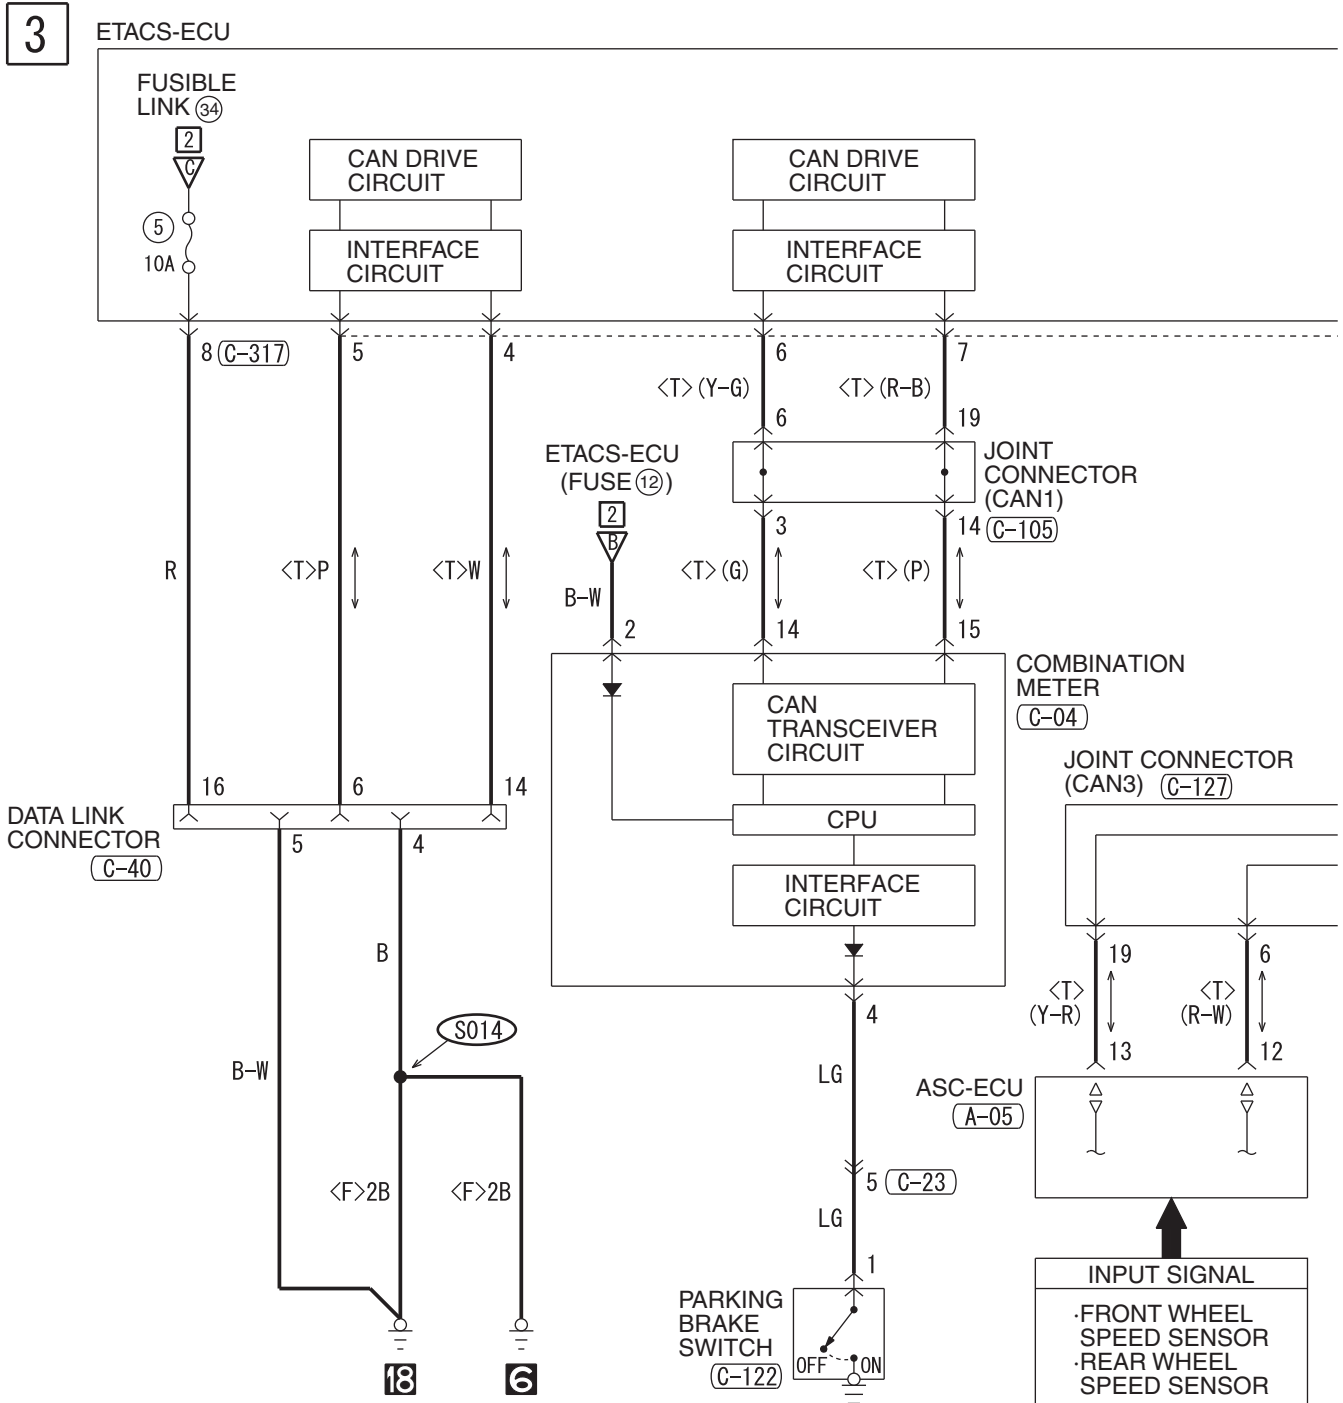 3
ETACS-ECU
FUSIBLE
LINK 34
2
C
5
10A
CAN DRIVE
CIRCUIT
INTERFACE
CIRCUIT
CAN DRIVE
CIRCUIT
INTERFACE
CIRCUIT
8 C-317
5
4
6
7
<T>(Y-G)
<T>(R-B)
6
19
ETACS-ECU
(FUSE 12)
2
B
JOINT
CONNECTOR
(CAN1)
C-105
3
14
R
<T>P
<T>W
B-W
<T>(G)
<T>(P)
2
14
15
COMBINATION
METER
C-04
CAN
TRANSCEIVER
CIRCUIT
CPU
INTERFACE
CIRCUIT
JOINT CONNECTOR
(CAN3) C-127
16
6
14
DATA LINK
CONNECTOR
C-40
5
4
B
B-W
S014
<F>2B
<F>2B
18
6
4
LG
5 C-23
LG
1
PARKING
BRAKE
SWITCH
C-122
OFF
ON
19
6
<T>
(Y-R)
<T>
(R-W)
13
12
ASC-ECU
A-05
INPUT SIGNAL
·FRONT WHEEL
SPEED SENSOR
·REAR WHEEL
SPEED SENSOR